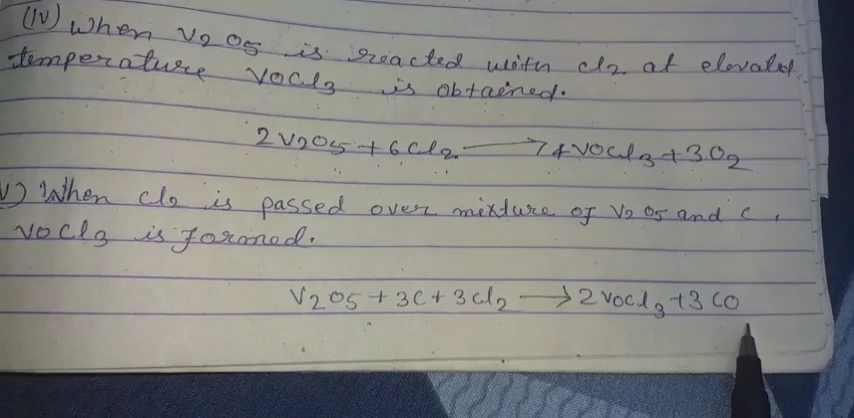 (iv) When V2O5 is reacted with Cl2 at elevated
temperature VOCl3 is obtained.
2V2O5 + 6Cl2 → 4VOCl3 + 3O2
V) When Cl2 is passed over mixture of V2O5 and C,
VOCl3 is formed.
V2O5 + 3C + 3Cl2 → 2VOCl3 + 3CO